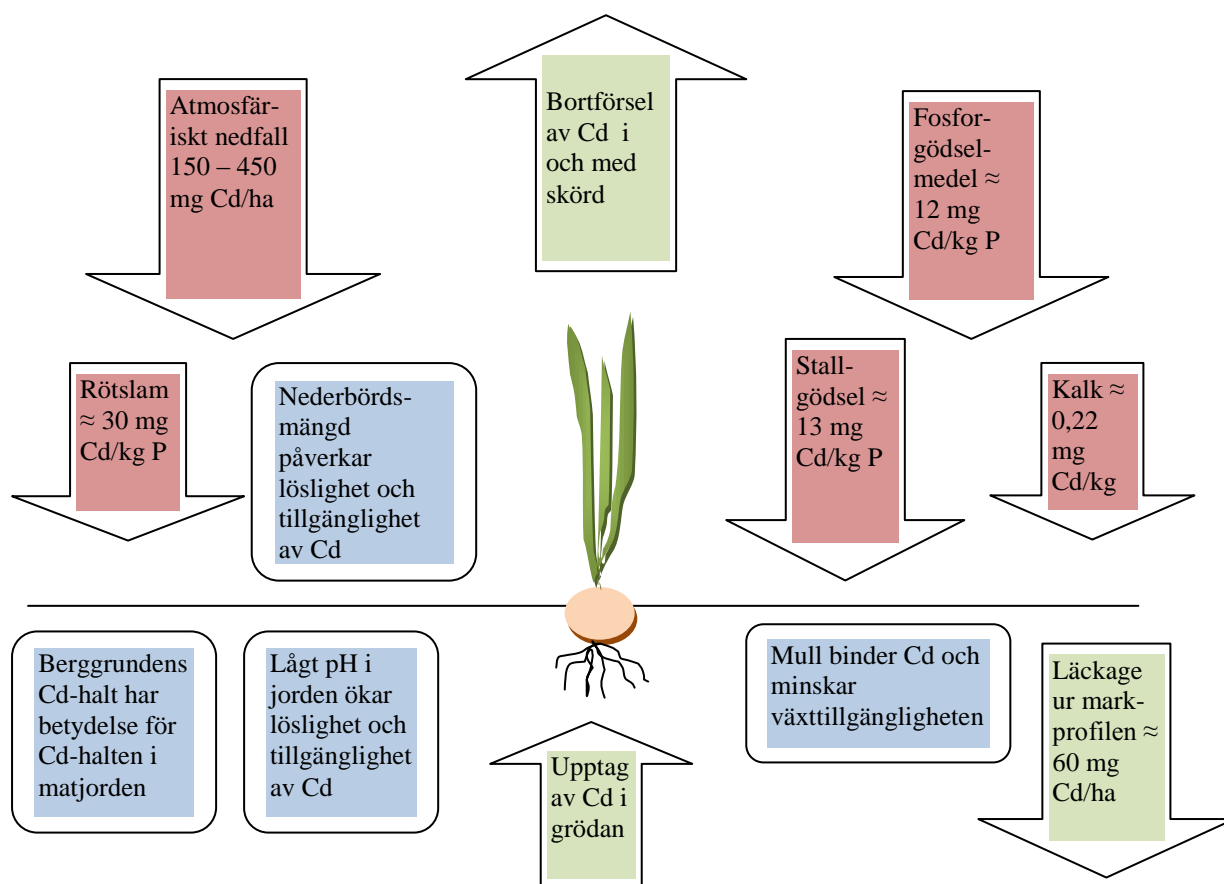 Atmosfär-
iskt nedfall
150 – 450
mg Cd/ha
Bortförsel
av Cd i
och med
skörd
Fosfor-
gödsel-
medel ≈
12 mg
Cd/kg P
Rötslam
≈ 30 mg
Cd/kg P
Nederbörds-
mängd
påverkar
löslighet och
tillgänglighet
av Cd
Stall-
gödsel ≈
13 mg
Cd/kg P
Kalk ≈
0,22
mg
Cd/kg
Berggrundens
Cd-halt har
betydelse för
Cd-halten i
matjorden
Lågt pH i
jorden ökar
löslighet och
tillgänglighet
av Cd
Upptag
av Cd i
grödan
Mull binder Cd och
minskar
växttillgängligheten
Läckage
ur mark-
profilen ≈
60 mg
Cd/ha